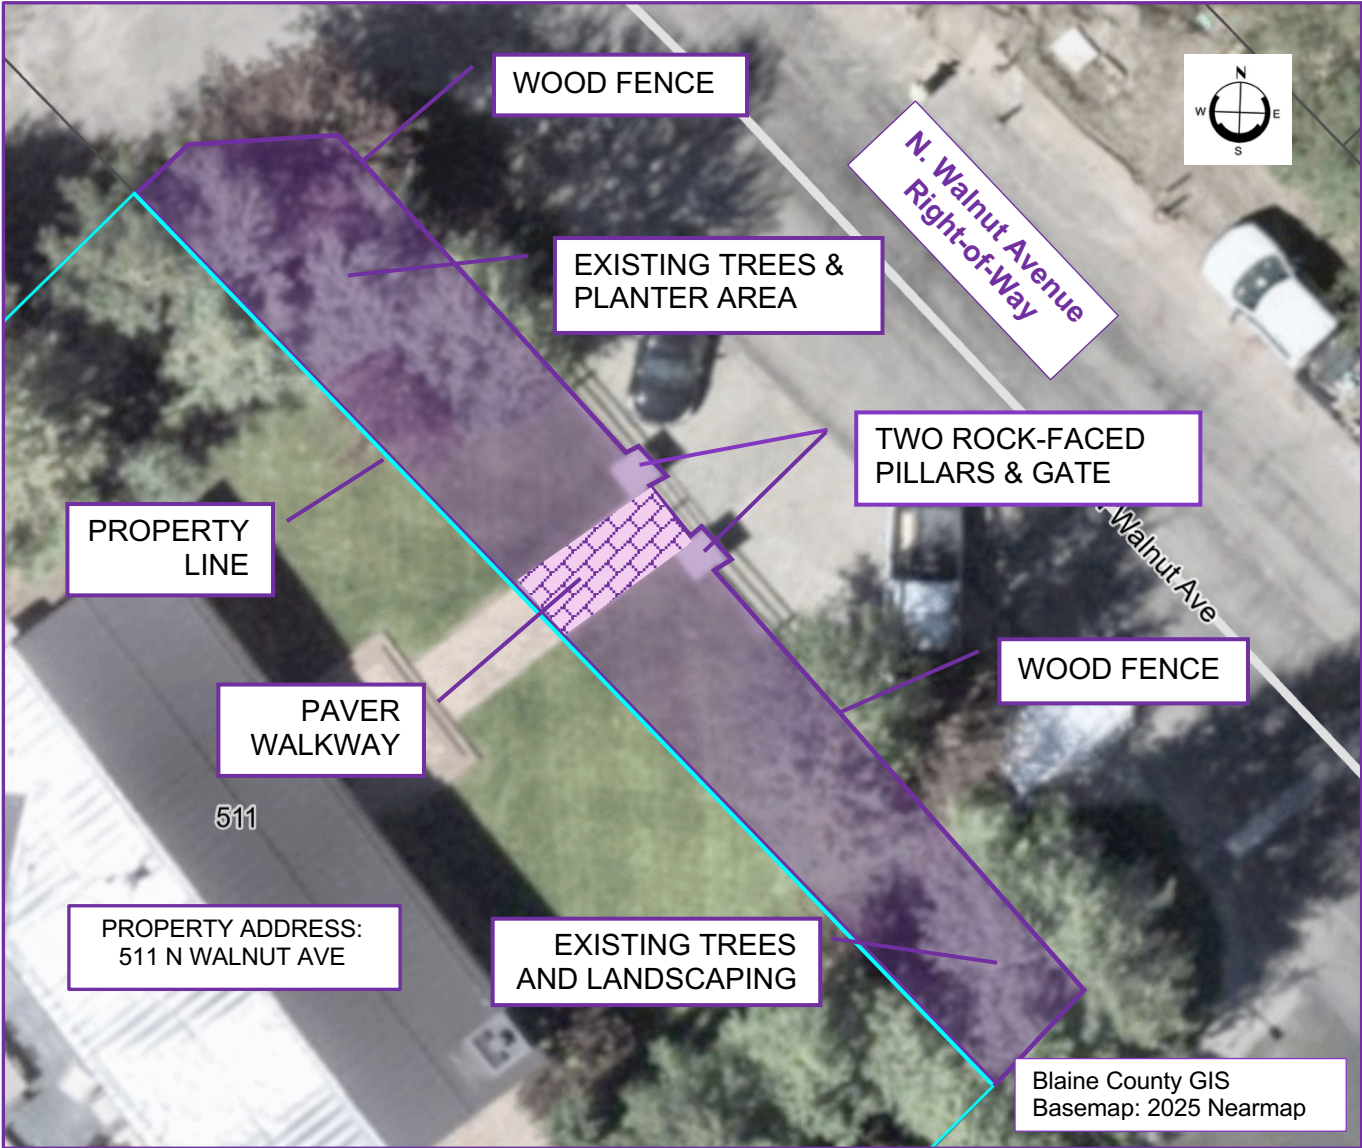 WOOD FENCE
N
W E
S
N. Walnut Avenue
Right-of-Way
EXISTING TREES &
PLANTER AREA
TWO ROCK-FACED
PILLARS & GATE
PROPERTY
LINE
Walnut Ave
WOOD FENCE
PAVER
WALKWAY
511
PROPERTY ADDRESS:
511 N WALNUT AVE
EXISTING TREES
AND LANDSCAPING
Blaine County GIS
Basemap: 2025 Nearmap